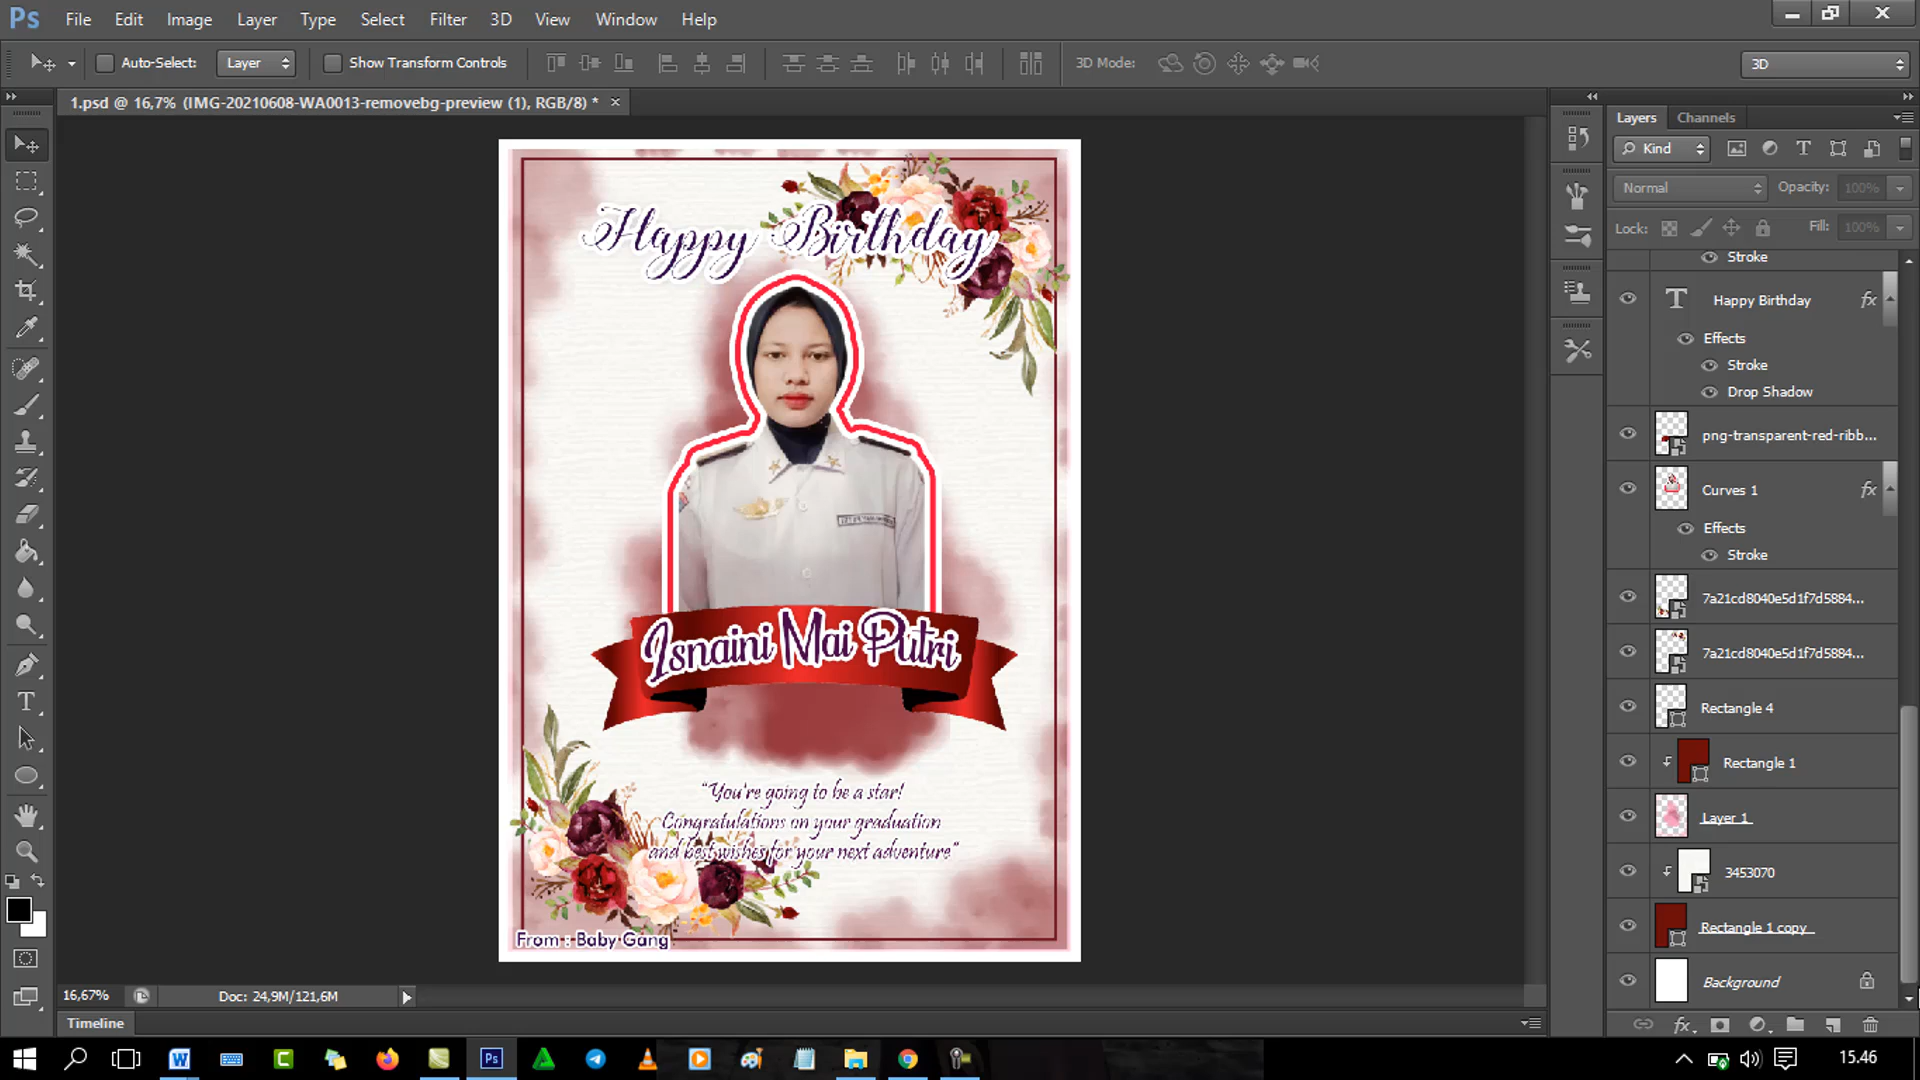 Ps File Edit Image Layer Type Select Filter 3D View Window Help
Auto-Select: Layer Show Transform Controls 3D Mode: 3D
1.psd @ 16,7% (IMG-20210608-WA0013-removebg-preview (1), RGB/8) * ×
Layers Channels
Kind
Normal Opacity: 100%
Lock: Fill: 100%
Stroke
Happy Birthday fx
Effects
Stroke
Drop Shadow
png-transparent-red-ribb...
Curves 1 fx
Effects
Stroke
7a21cd8040e5d1f7d5884...
7a21cd8040e5d1f7d5884...
Rectangle 4
Rectangle 1
Layer 1
3453070
Rectangle 1 copy
Background
Happy Birthday
Isnaini Mai Putri
"You're going to be a star!
Congratulations on your graduation
and best wishes for your next adventure"
From : Baby Gang
16,67% Doc: 24,9M/121,6M
Timeline
15.46